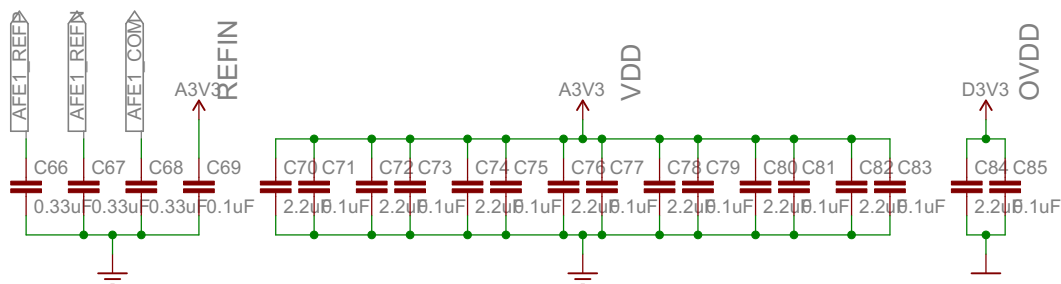 AFE1_REFP
AFE1_REFN
AFE1_COM
REFIN
VDD
OVDD
A3V3
A3V3
D3V3
C66 C67 C68 C69 C70 C71 C72 C73 C74 C75 C76 C77 C78 C79 C80 C81 C82 C83 C84 C85
0.33uF 0.33uF 0.33uF 0.1uF 2.2uF 0.1uF 2.2uF 0.1uF 2.2uF 0.1uF 2.2uF 0.1uF 2.2uF 0.1uF 2.2uF 0.1uF 2.2uF 0.1uF 2.2uF 0.1uF